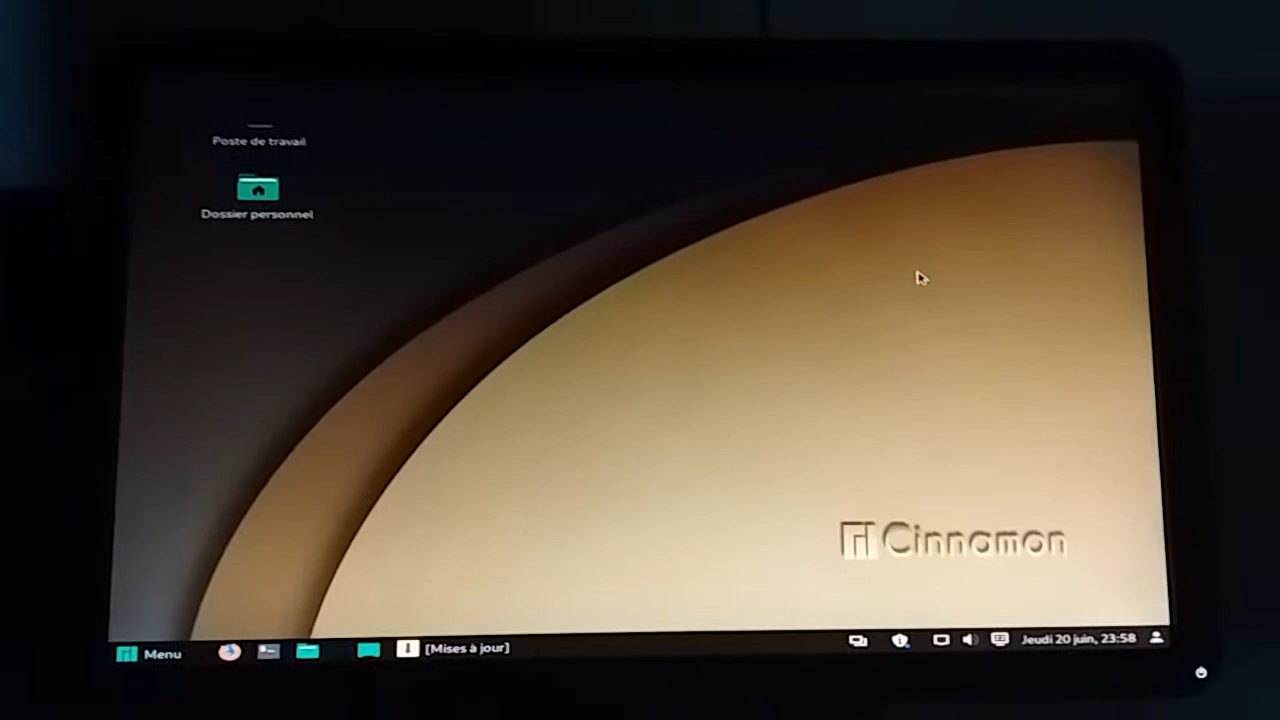 Poste de travail
Dossier personnel
Cinnamon
Menu
[Mises à jour]
Jeudi 20 juin, 23:58